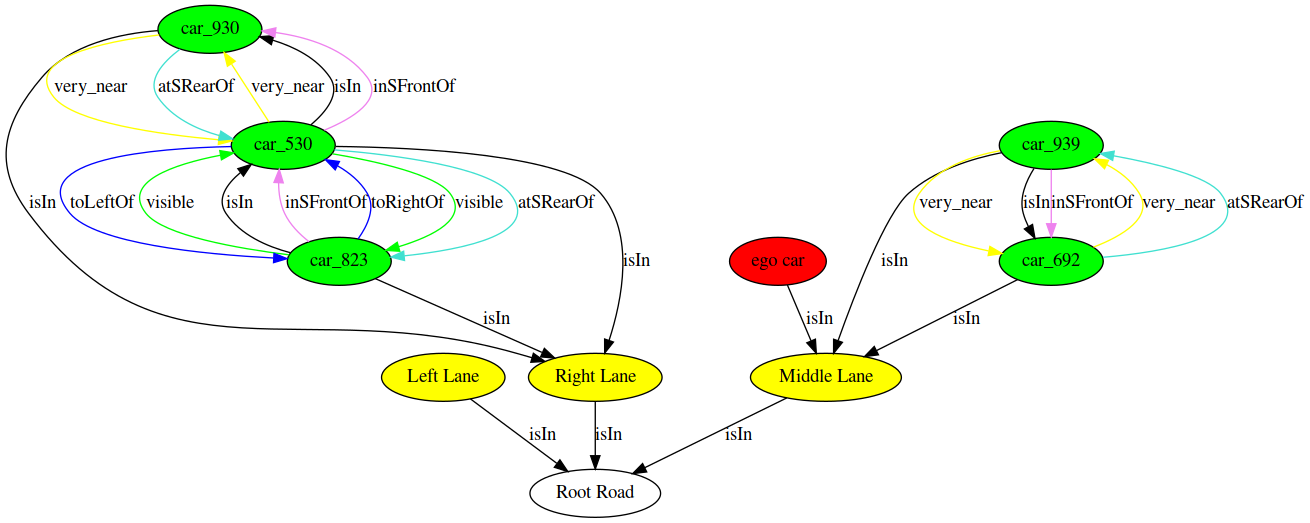 car_930
very_near
atSRearOf
very_near
isIn
inSFrontOf
car_530
car_939
isIn
toLeftOf
visible
isIn
inSFrontOf
toRightOf
visible
atSRearOf
very_near
isIn
inSFrontOf
very_near
atSRearOf
car_823
isIn
ego car
isIn
car_692
isIn
isIn
isIn
Left Lane
Right Lane
Middle Lane
isIn
isIn
isIn
Root Road